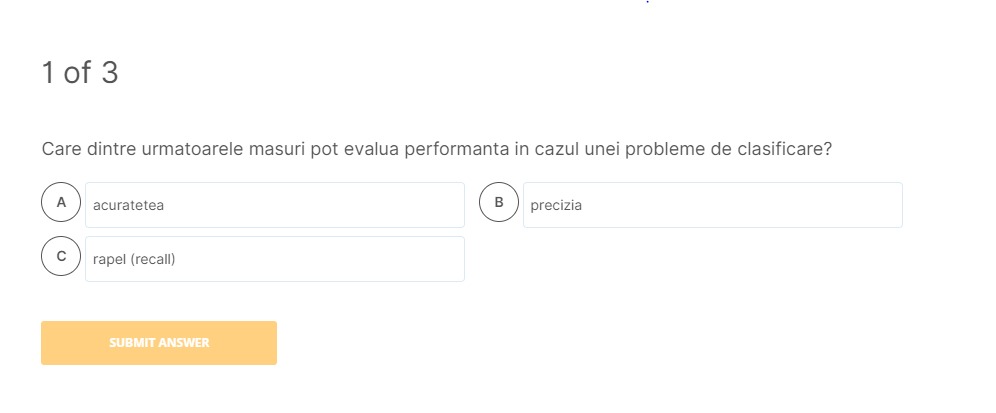 1 of 3
Care dintre urmatoarele masuri pot evalua performanta in cazul unei probleme de clasificare?
A acuratetea
B precizia
C rapel (recall)
SUBMIT ANSWER